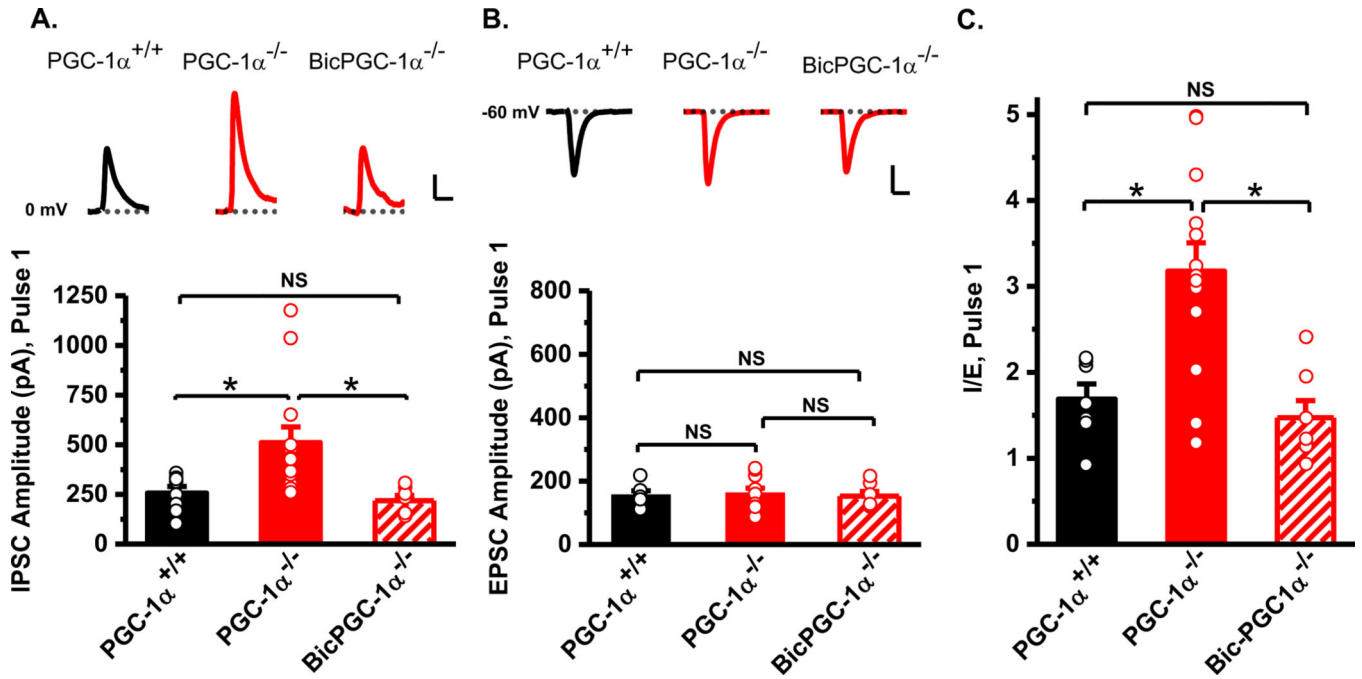 A.
PGC-1α+/+ PGC-1α-/- BicPGC-1α-/-
0 mV
IPSC Amplitude (pA), Pulse 1
1250
1000
750
500
250
0
NS
* *
PGC-1α+/+
PGC-1α-/-
BicPGC-1α-/-
B.
PGC-1α+/+ PGC-1α-/- BicPGC-1α-/-
-60 mV
EPSC Amplitude (pA), Pulse 1
800
600
400
200
0
NS
NS
NS
PGC-1α+/+
PGC-1α-/-
BicPGC-1α-/-
C.
I/E, Pulse 1
5
4
3
2
1
0
NS
* *
PGC-1α+/+
PGC-1α-/-
Bic-PGC1α-/-